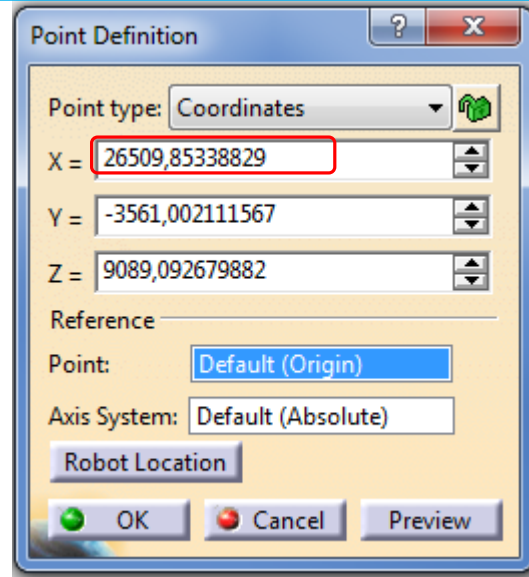 Point Definition
?
X
Point type: Coordinates
X = 26509,85338829
Y = -3561,002111567
Z = 9089,092679882
Reference
Point: Default (Origin)
Axis System: Default (Absolute)
Robot Location
OK Cancel Preview